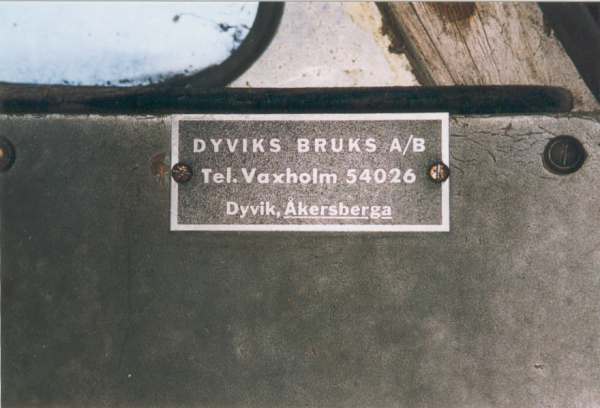 DYVIKS BRUKS A/B
Tel. Vaxholm 54026
Dyvik, Åkersberga